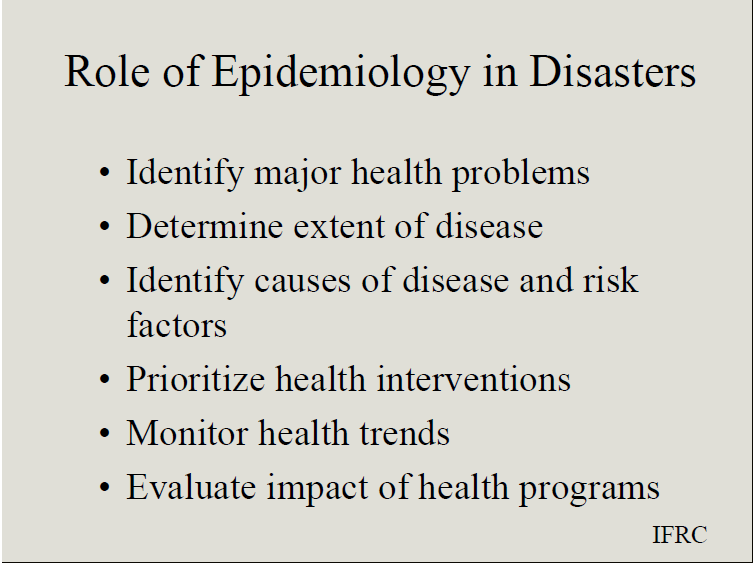 Role of Epidemiology in Disasters
• Identify major health problems
• Determine extent of disease
• Identify causes of disease and risk
factors
• Prioritize health interventions
• Monitor health trends
• Evaluate impact of health programs
IFRC